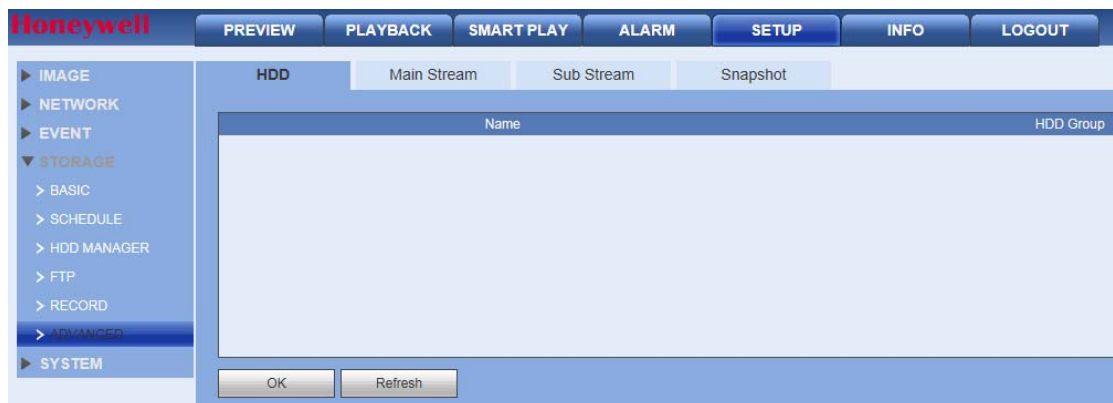 Honeywell
PREVIEW PLAYBACK SMART PLAY ALARM SETUP INFO LOGOUT
IMAGE
NETWORK
EVENT
STORAGE
> BASIC
> SCHEDULE
> HDD MANAGER
> FTP
> RECORD
> ADVANCED
SYSTEM
HDD Main Stream Sub Stream Snapshot
Name HDD Group
OK Refresh